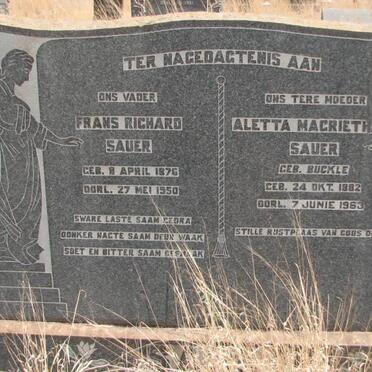 TER NAGEDAGTENIS AAN
ONS VADER
FRANS RICHARD
SAUER
GEB. 8 APRIL 1876
OORL. 27 MEI 1950
SWARE LASTE SAAM GEDRA
DONKER NAGTE SAAM DEUR WAAK
SOET EN BITTER SAAM GESMAAK
ONS TERE MOEDER
ALETTA MAGRIETH
SAUER
GEB. BUCKLE
GEB. 24 OKT. 1882
OORL. 7 JUNIE 1963
STILLE RUSTPLAAS VAN GODS